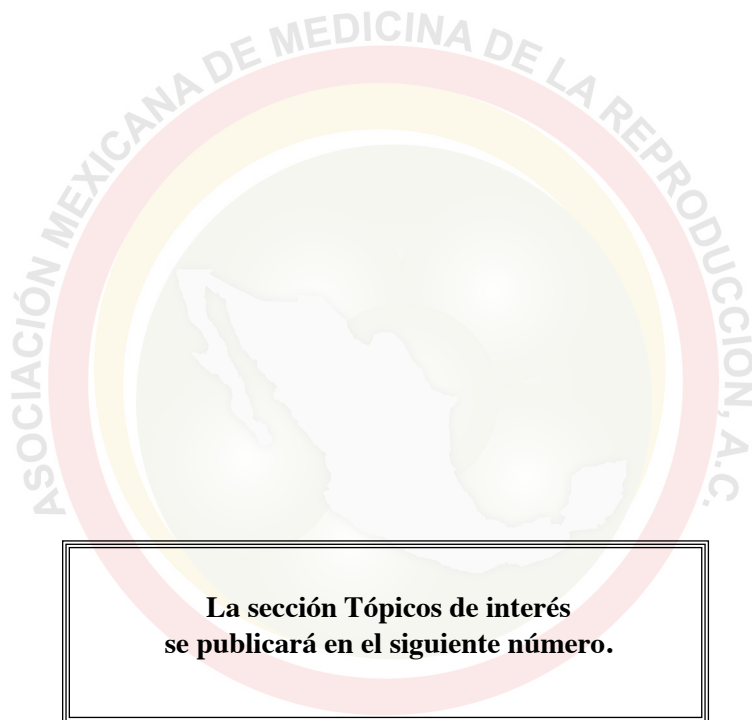 ASOCIACIÓN MEXICANA DE MEDICINA DE LA REPRODUCCIÓN, A.C.
La sección Tópicos de interés
se publicará en el siguiente número.